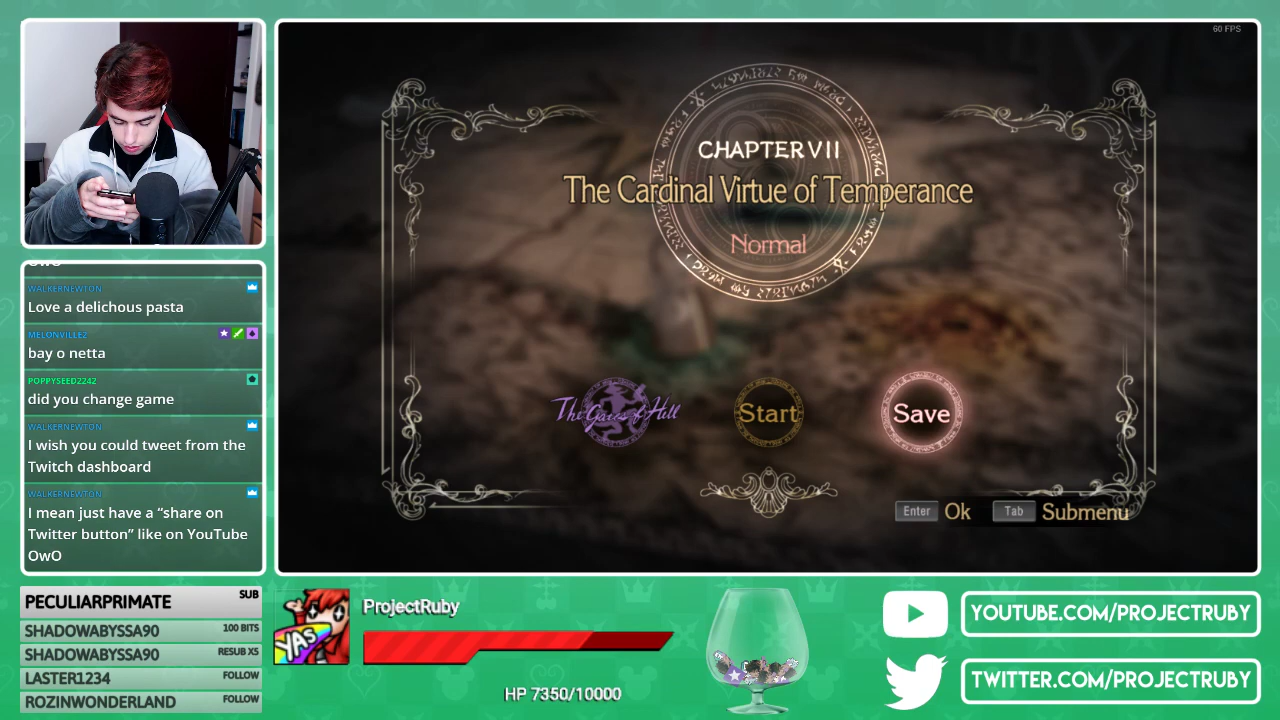 60 FPS
CHAPTER VII
The Cardinal Virtue of Temperance
Normal
The Gates of Hell
Start
Save
Enter Ok Tab Submenu
OwO
WALKERNEWTON
Love a delichous pasta
MELONVILLE2
bay o netta
POPPYSEED2242
did you change game
WALKERNEWTON
I wish you could tweet from the
Twitch dashboard
WALKERNEWTON
I mean just have a “share on
Twitter button” like on YouTube
OwO
PECULIARPRIMATE SUB
SHADOWABYSSA90 100 BITS
SHADOWABYSSA90 RESUB X5
LASTER1234 FOLLOW
ROZINWONDERLAND FOLLOW
YAS
ProjectRuby
HP 7350/10000
YOUTUBE.COM/PROJECTRUBY
TWITTER.COM/PROJECTRUBY